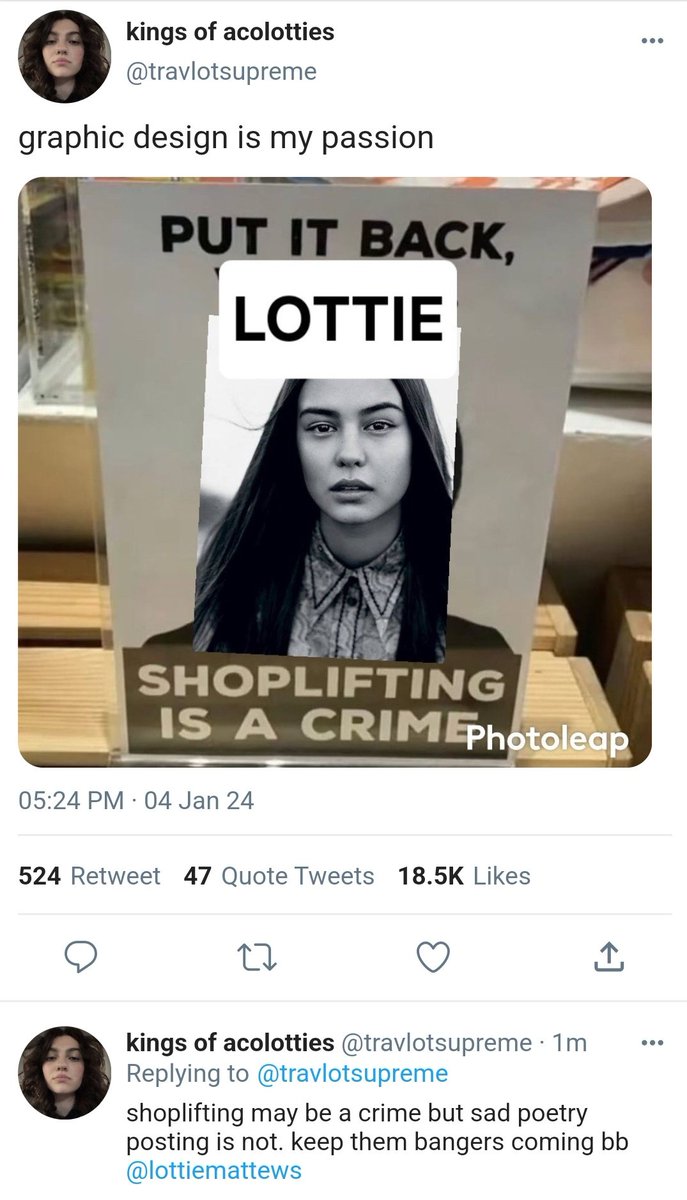 kings of acolotties
@travlotsupreme
graphic design is my passion
PUT IT BACK,
LOTTIE
SHOPLIFTING
IS A CRIME
Photoleap
05:24 PM · 04 Jan 24
524 Retweet 47 Quote Tweets 18.5K Likes
kings of acolotties @travlotsupreme · 1m
Replying to @travlotsupreme
shoplifting may be a crime but sad poetry
posting is not. keep them bangers coming bb
@lottiemattews